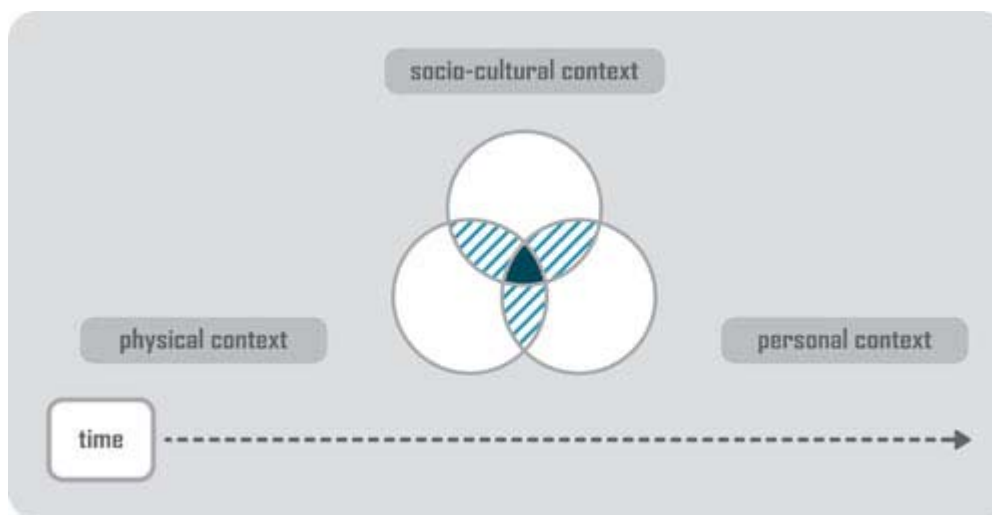 socio-cultural context
physical context
personal context
time